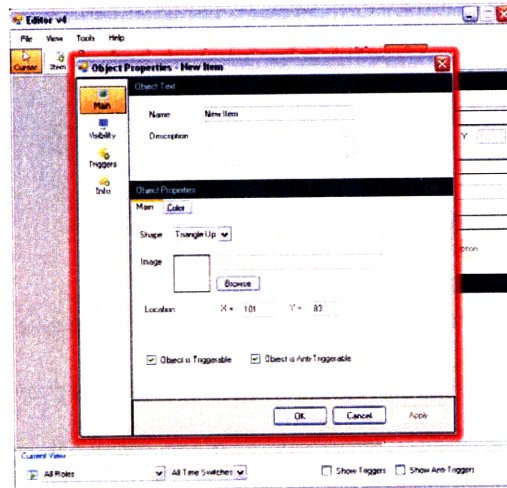 Editor v4
File View Tools Help
Cursor Item
Object Properties - New Item
Main
Visibility
Triggers
Info
Object Text
Name New Item
Description
Object Properties
Main Color
Shape Triangle Up
Image
Browse
Location X = 101 Y = 83
Object is Triggerable Object is Anti-Triggerable
OK Cancel Apply
Y
ption
Current View
All Roles All Time Switches Show Triggers Show Anti-Triggers